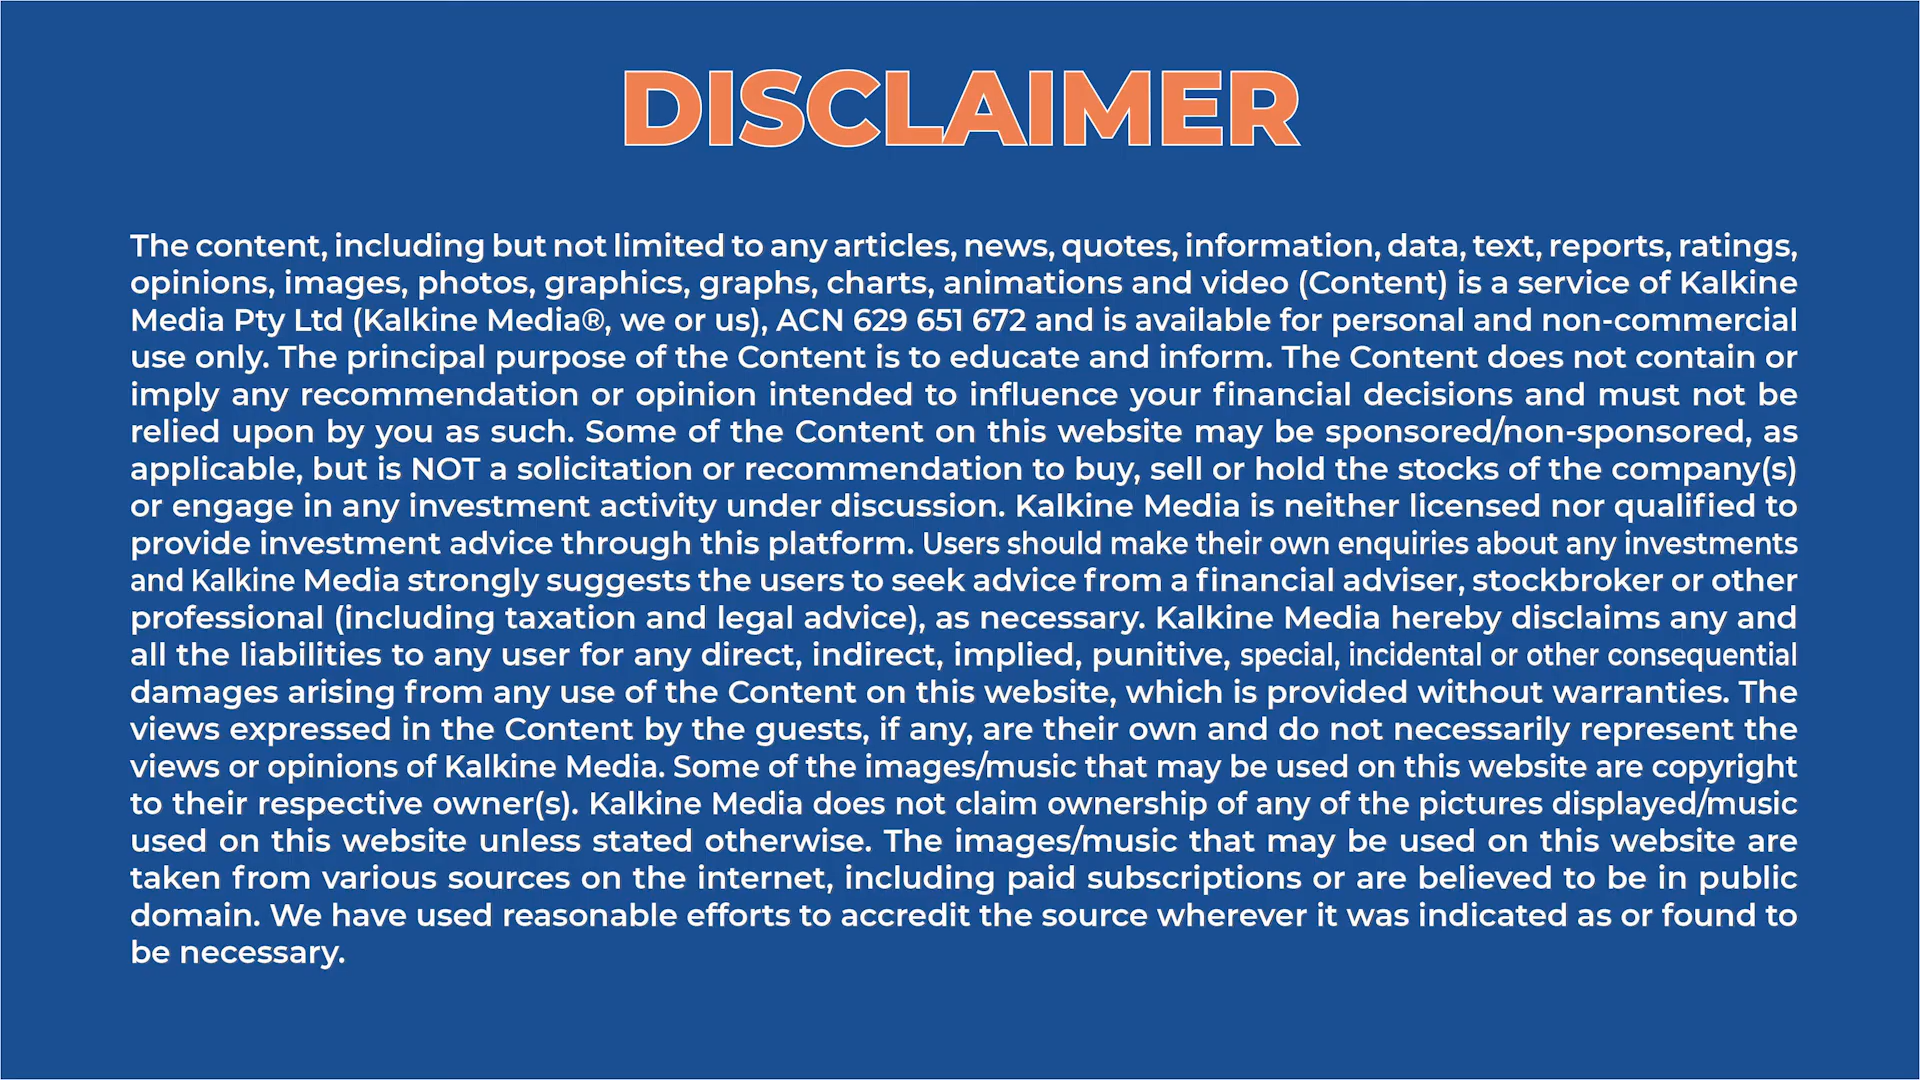 DISCLAIMER
The content, including but not limited to any articles, news, quotes, information, data, text, reports, ratings,
opinions, images, photos, graphics, graphs, charts, animations and video (Content) is a service of Kalkine
Media Pty Ltd (Kalkine Media®, we or us), ACN 629 651 672 and is available for personal and non-commercial
use only. The principal purpose of the Content is to educate and inform. The Content does not contain or
imply any recommendation or opinion intended to influence your financial decisions and must not be
relied upon by you as such. Some of the Content on this website may be sponsored/non-sponsored, as
applicable, but is NOT a solicitation or recommendation to buy, sell or hold the stocks of the company(s)
or engage in any investment activity under discussion. Kalkine Media is neither licensed nor qualified to
provide investment advice through this platform. Users should make their own enquiries about any investments
and Kalkine Media strongly suggests the users to seek advice from a financial adviser, stockbroker or other
professional (including taxation and legal advice), as necessary. Kalkine Media hereby disclaims any and
all the liabilities to any user for any direct, indirect, implied, punitive, special, incidental or other consequential
damages arising from any use of the Content on this website, which is provided without warranties. The
views expressed in the Content by the guests, if any, are their own and do not necessarily represent the
views or opinions of Kalkine Media. Some of the images/music that may be used on this website are copyright
to their respective owner(s). Kalkine Media does not claim ownership of any of the pictures displayed/music
used on this website unless stated otherwise. The images/music that may be used on this website are
taken from various sources on the internet, including paid subscriptions or are believed to be in public
domain. We have used reasonable efforts to accredit the source wherever it was indicated as or found to
be necessary.